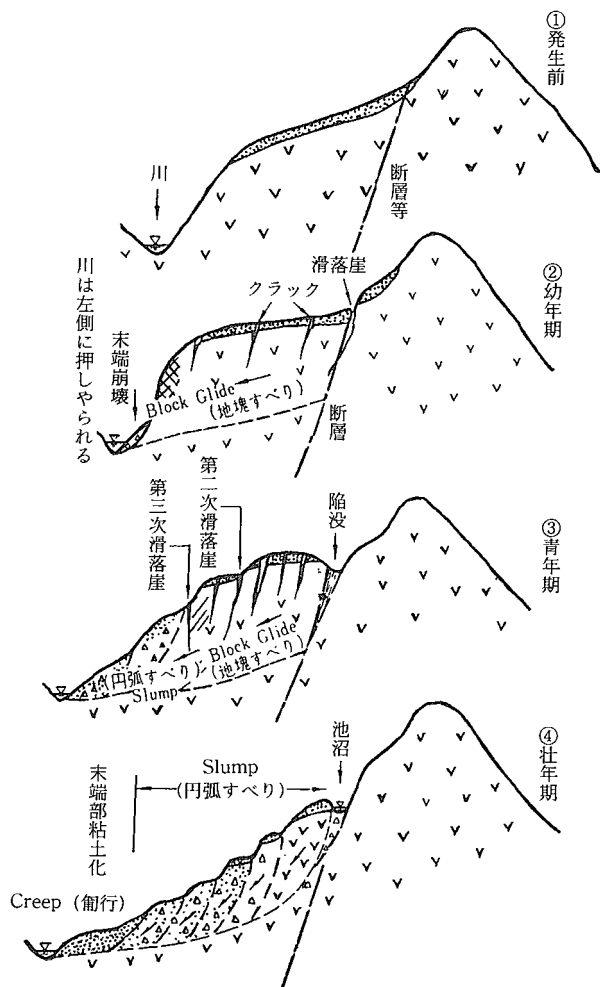 ①発生前
川
断層等
②幼年期
滑落崖
クラック
川は左側に押しやられる
末端崩壊
Block Glide
(地塊すべり)
断層
③青年期
陥没
第二次滑落崖
第三次滑落崖
Block Glide
(地塊すべり)
(円弧すべり)
Slump
④壮年期
池沼
Slump
(円弧すべり)
末端部粘土化
Creep (匍行)